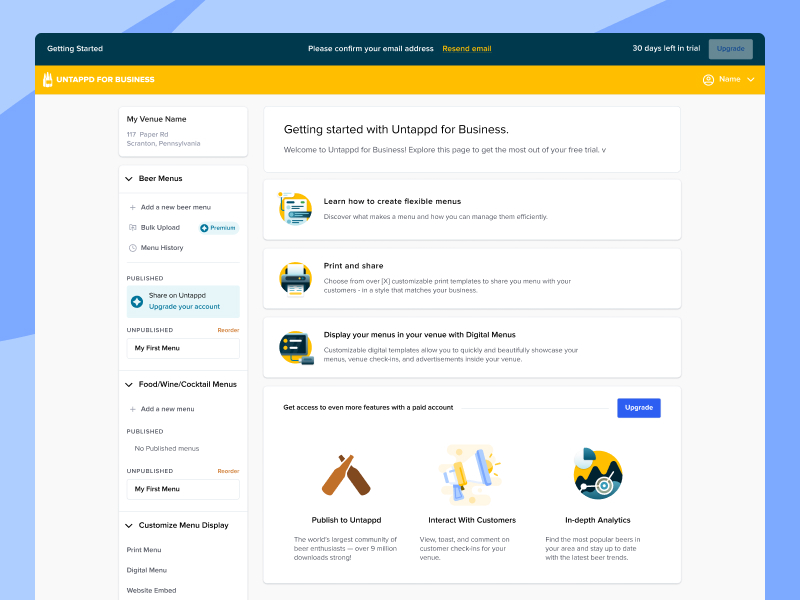 Getting Started
Please confirm your email address Resend email
30 days left in trial Upgrade
UNTAPPD FOR BUSINESS
Name
My Venue Name
117 Paper Rd
Scranton, Pennsylvania
Beer Menus
Add a new beer menu
Bulk Upload Premium
Menu History
PUBLISHED
Share on Untappd
Upgrade your account
UNPUBLISHED Reorder
My First Menu
Food/Wine/Cocktail Menus
Add a new menu
PUBLISHED
No Published menus
UNPUBLISHED Reorder
My First Menu
Customize Menu Display
Print Menu
Digital Menu
Website Embed
Getting started with Untappd for Business.
Welcome to Untappd for Business! Explore this page to get the most out of your free trial. v
Learn how to create flexible menus
Discover what makes a menu and how you can manage them efficiently.
Print and share
Choose from over [X] customizable print templates to share you menu with your
customers - in a style that matches your business.
Display your menus in your venue with Digital Menus
Customizable digital templates allow you to quickly and beautifully showcase your
menus, venue check-ins, and advertisements inside your venue.
Get access to even more features with a paid account Upgrade
Publish to Untappd
The world's largest community of
beer enthusiasts — over 9 million
downloads strong!
Interact With Customers
View, toast, and comment on
customer check-ins for your
venue.
In-depth Analytics
Find the most popular beers in
your area and stay up to date
with the latest beer trends.